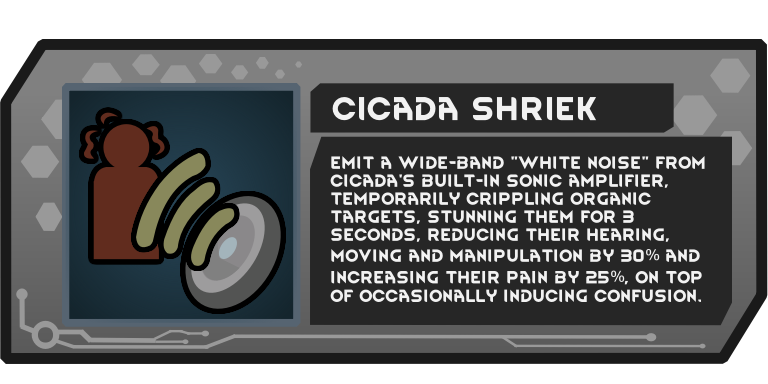 CICADA SHRIEK
EMIT A WIDE-BAND "WHITE NOISE" FROM
CICADA'S BUILT-IN SONIC AMPLIFIER,
TEMPORARILY CRIPPLING ORGANIC
TARGETS, STUNNING THEM FOR 3
SECONDS, REDUCING THEIR HEARING,
MOVING AND MANIPULATION BY 30% AND
INCREASING THEIR PAIN BY 25%, ON TOP
OF OCCASIONALLY INDUCING CONFUSION.